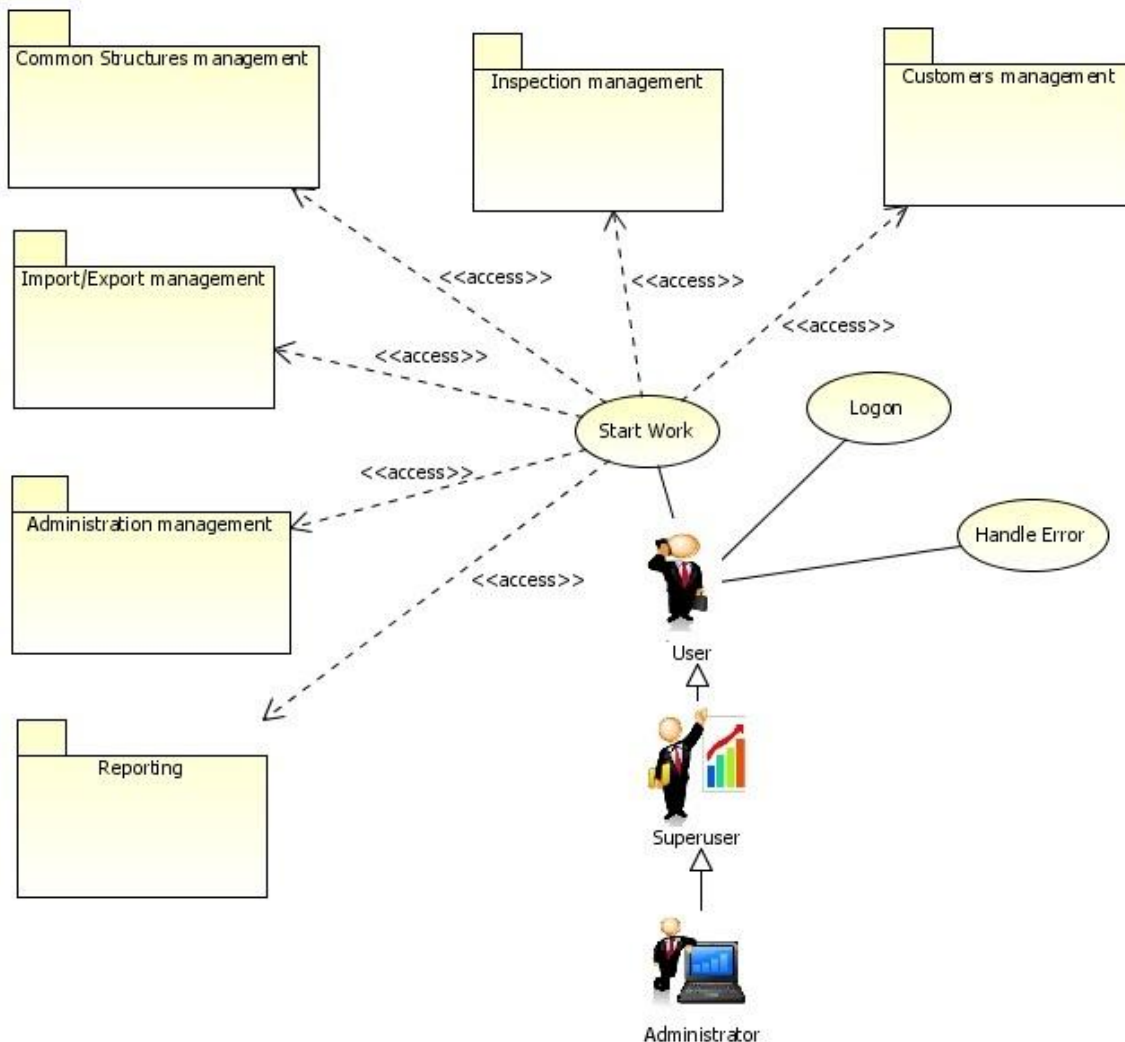 Common Structures management
Inspection management
Customers management
Import/Export management
<<access>>
<<access>>
<<access>>
<<access>>
Start Work
Logon
<<access>>
Administration management
Handle Error
<<access>>
User
Reporting
Superuser
Administrator